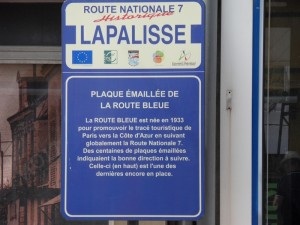 ROUTE NATIONALE 7
Historique
LAPALISSE
PLAQUE ÉMAILLÉE DE
LA ROUTE BLEUE
La ROUTE BLEUE est née en 1933
pour promouvoir le tracé touristique de
Paris vers la Côte d'Azur en suivant
globalement la Route Nationale 7.
Des centaines de plaques émaillées
indiquaient la bonne direction à suivre.
Celle-ci (en haut) est l'une des
dernières encore en place.